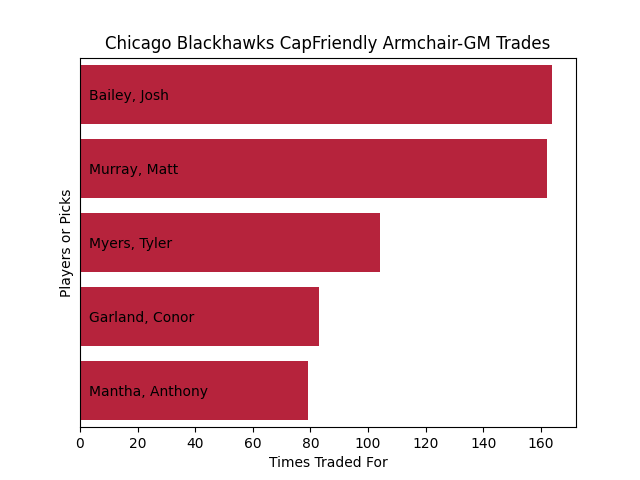 Chicago Blackhawks CapFriendly Armchair-GM Trades
Players or Picks
Bailey, Josh
Murray, Matt
Myers, Tyler
Garland, Conor
Mantha, Anthony
0 20 40 60 80 100 120 140 160
Times Traded For